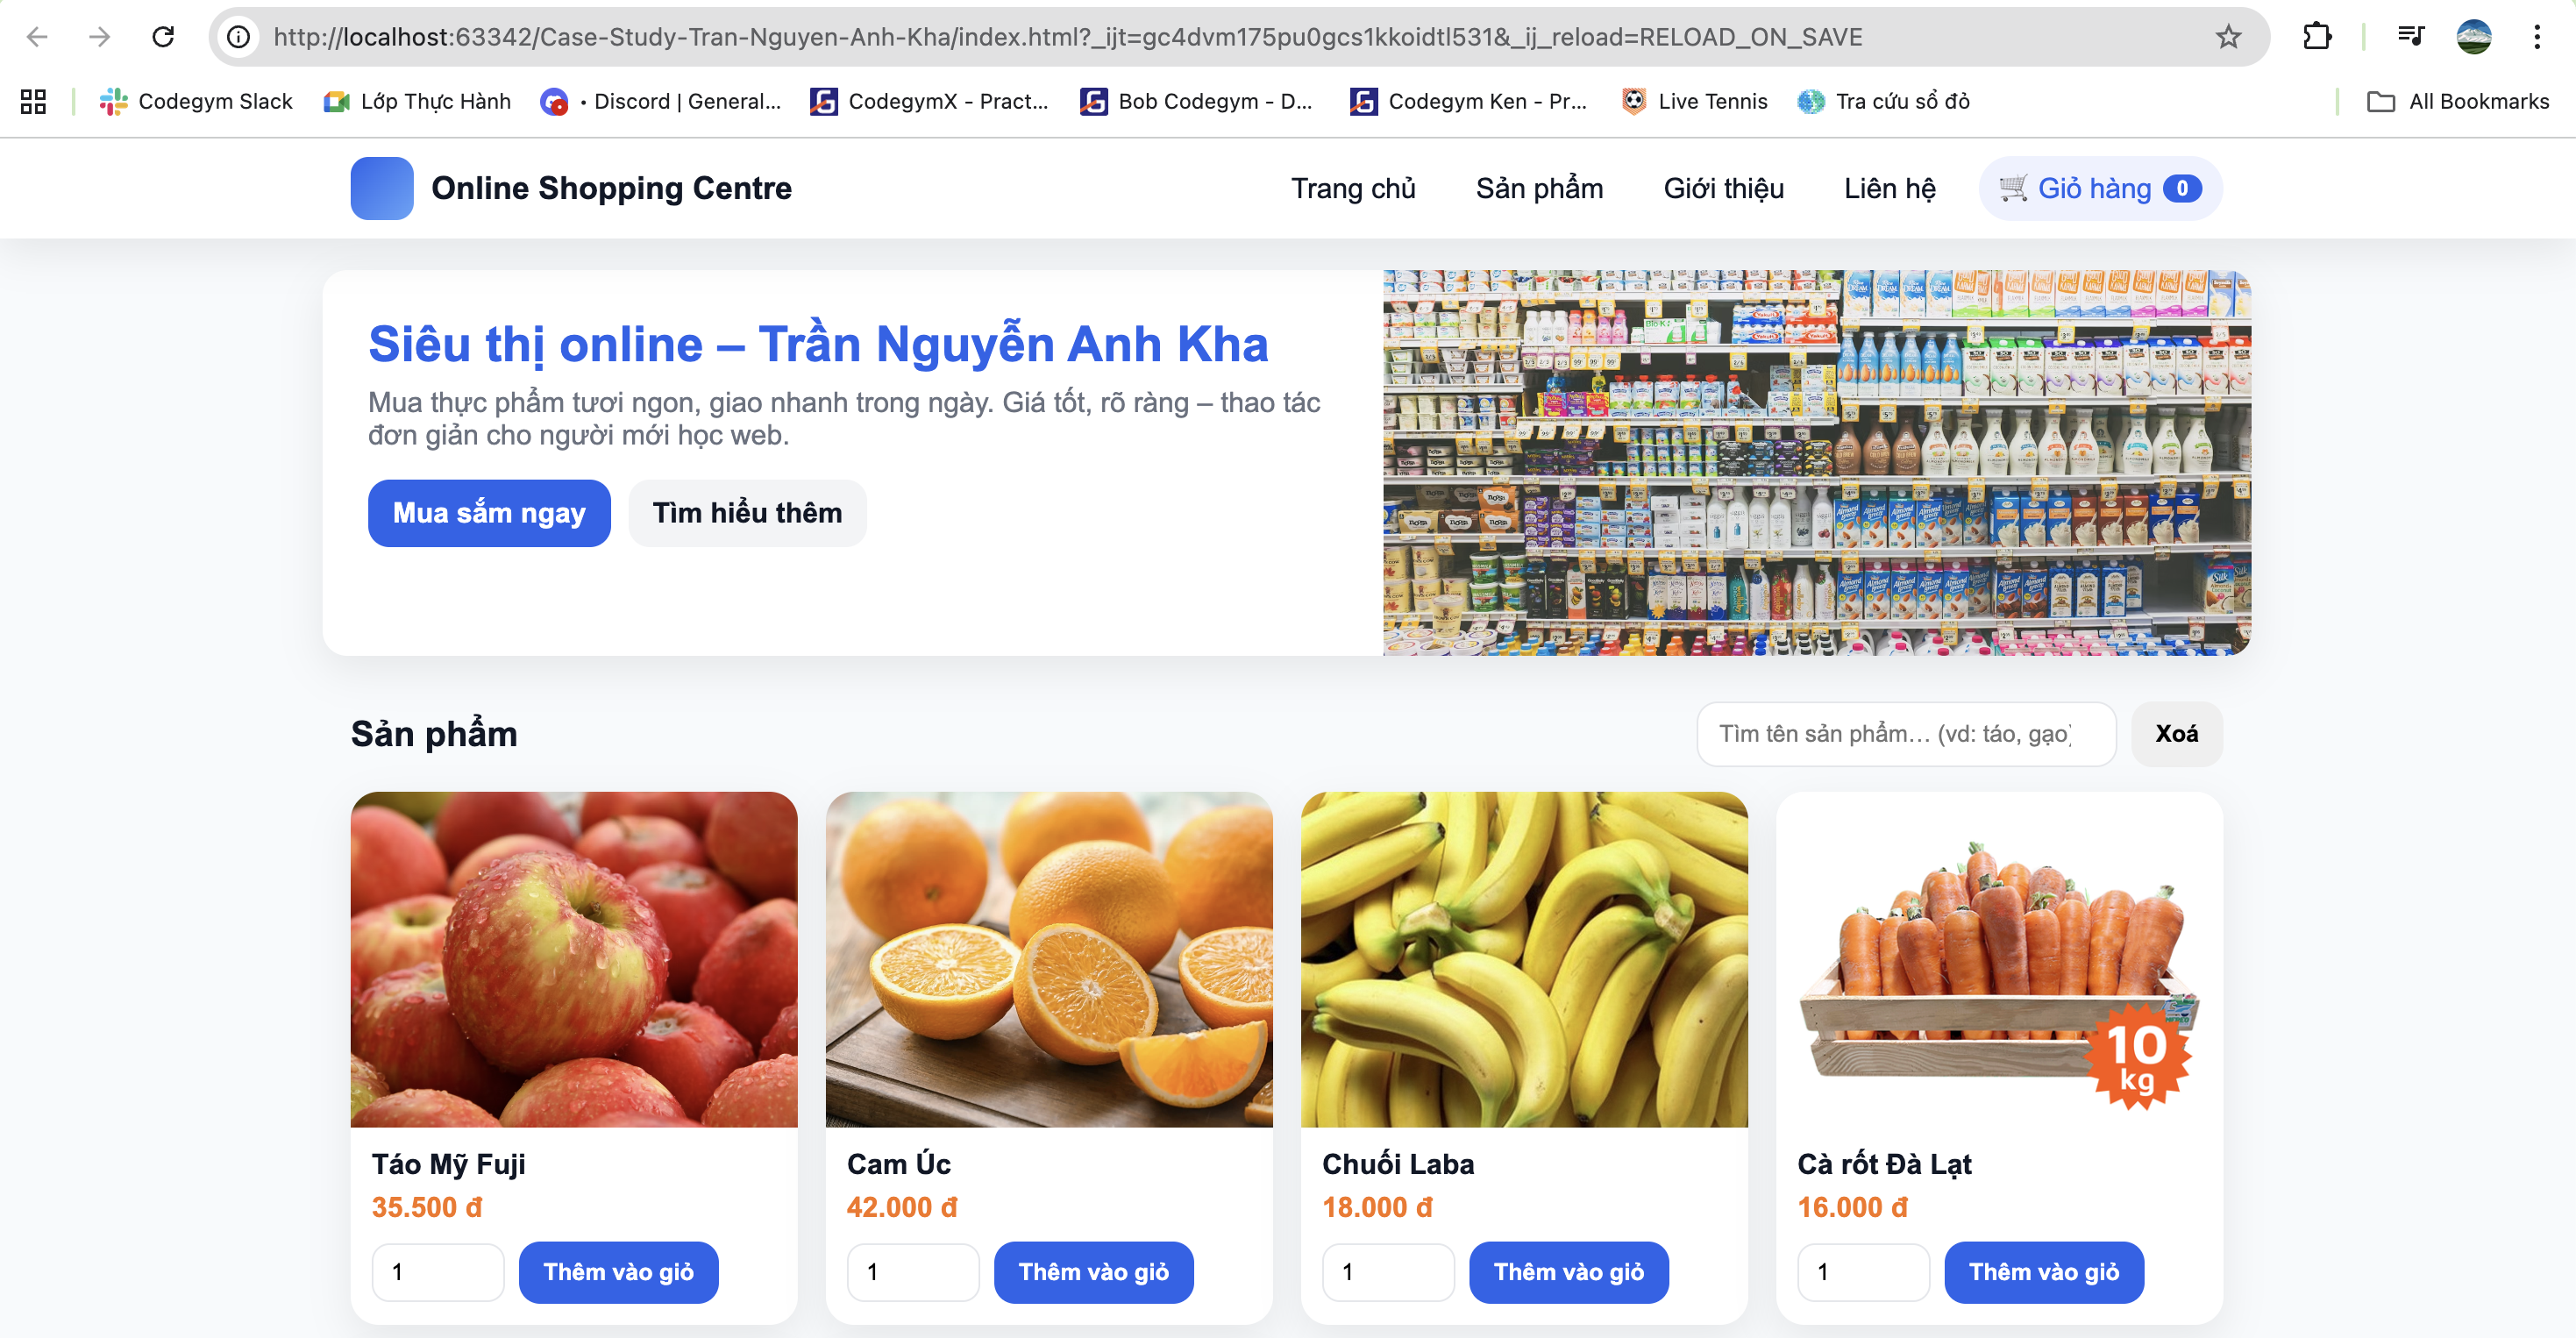 http://localhost:63342/Case-Study-Tran-Nguyen-Anh-Kha/index.html?_ijt=gc4dvm175pu0gcs1kkoidtl531&_ij_reload=RELOAD_ON_SAVE
Codegym Slack
Lớp Thực Hành
• Discord | General...
CodegymX - Pract...
Bob Codegym - D...
Codegym Ken - Pr...
Live Tennis
Tra cứu sổ đỏ
All Bookmarks
Online Shopping Centre
Trang chủ
Sản phẩm
Giới thiệu
Liên hệ
Giỏ hàng 0
Siêu thị online – Trần Nguyễn Anh Kha
Mua thực phẩm tươi ngon, giao nhanh trong ngày. Giá tốt, rõ ràng – thao tác
đơn giản cho người mới học web.
Mua sắm ngay
Tìm hiểu thêm
Sản phẩm
Tìm tên sản phẩm… (vd: táo, gạo)
Xoá
10
kg
Táo Mỹ Fuji
35.500 đ
1
Thêm vào giỏ
Cam Úc
42.000 đ
1
Thêm vào giỏ
Chuối Laba
18.000 đ
1
Thêm vào giỏ
Cà rốt Đà Lạt
16.000 đ
1
Thêm vào giỏ